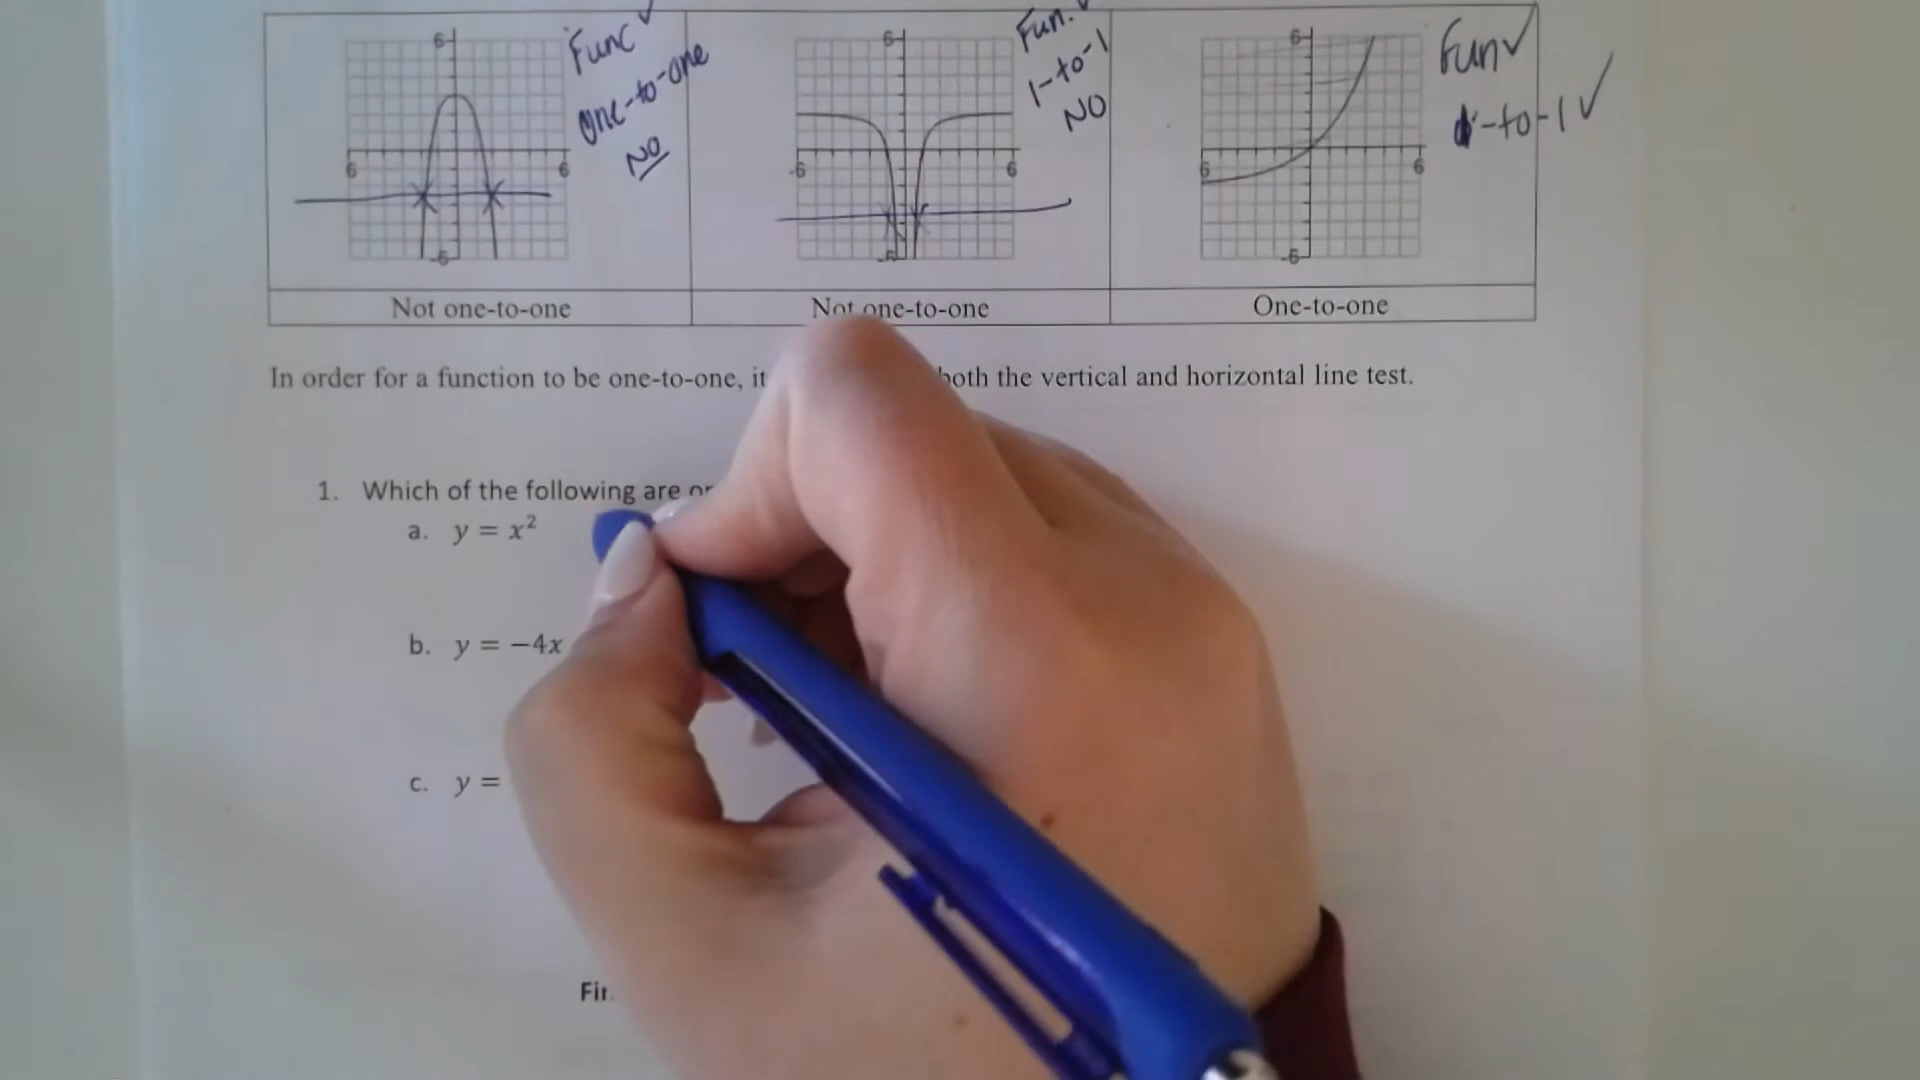 6 Func ✓
one-to-one
NO
6 6
-6
6 Fun. ✓
1-to-1
NO
-6 6
-6
6 Fun ✓
1-to-1 ✓
6 6
-6
Not one-to-one Not one-to-one One-to-one
In order for a function to be one-to-one, it both the vertical and horizontal line test.
1. Which of the following are
a. y = x²
b. y = −4x
c. y =